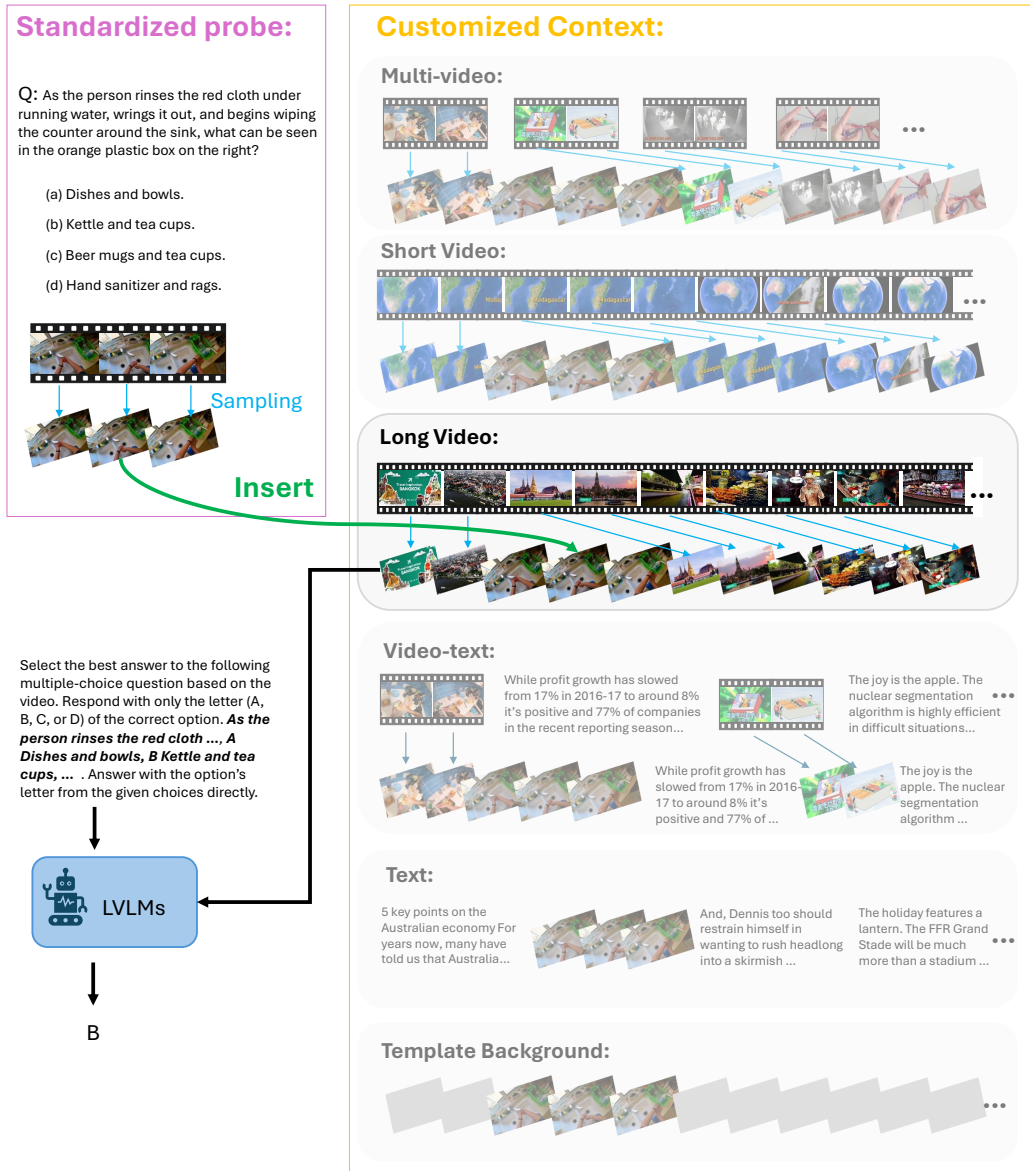 Standardized probe:
Q: As the person rinses the red cloth under
running water, wrings it out, and begins wiping
the counter around the sink, what can be seen
in the orange plastic box on the right?
(a) Dishes and bowls.
(b) Kettle and tea cups.
(c) Beer mugs and tea cups.
(d) Hand sanitizer and rags.
Sampling
Insert
Select the best answer to the following
multiple-choice question based on the
video. Respond with only the letter (A,
B, C, or D) of the correct option. As the
person rinses the red cloth ..., A
Dishes and bowls, B Kettle and tea
cups, ... . Answer with the option's
letter from the given choices directly.
LVLMs
B
Customized Context:
Multi-video:
...
Short Video:
Madagascar
Madagascar
...
Long Video:
BANGKOK
...
Video-text:
While profit growth has slowed
from 17% in 2016-17 to around 8%
it's positive and 77% of companies
in the recent reporting season...
The joy is the apple. The
nuclear segmentation
algorithm is highly efficient
in difficult situations...
...
While profit growth has
slowed from 17% in 2016-
17 to around 8% it's
positive and 77% of ...
The joy is the
apple. The nuclear
segmentation
algorithm ...
Text:
5 key points on the
Australian economy For
years now, many have
told us that Australia...
And, Dennis too should
restrain himself in
wanting to rush headlong
into a skirmish ...
The holiday features a
lantern. The FFR Grand
Stade will be much
more than a stadium ...
...
Template Background:
...